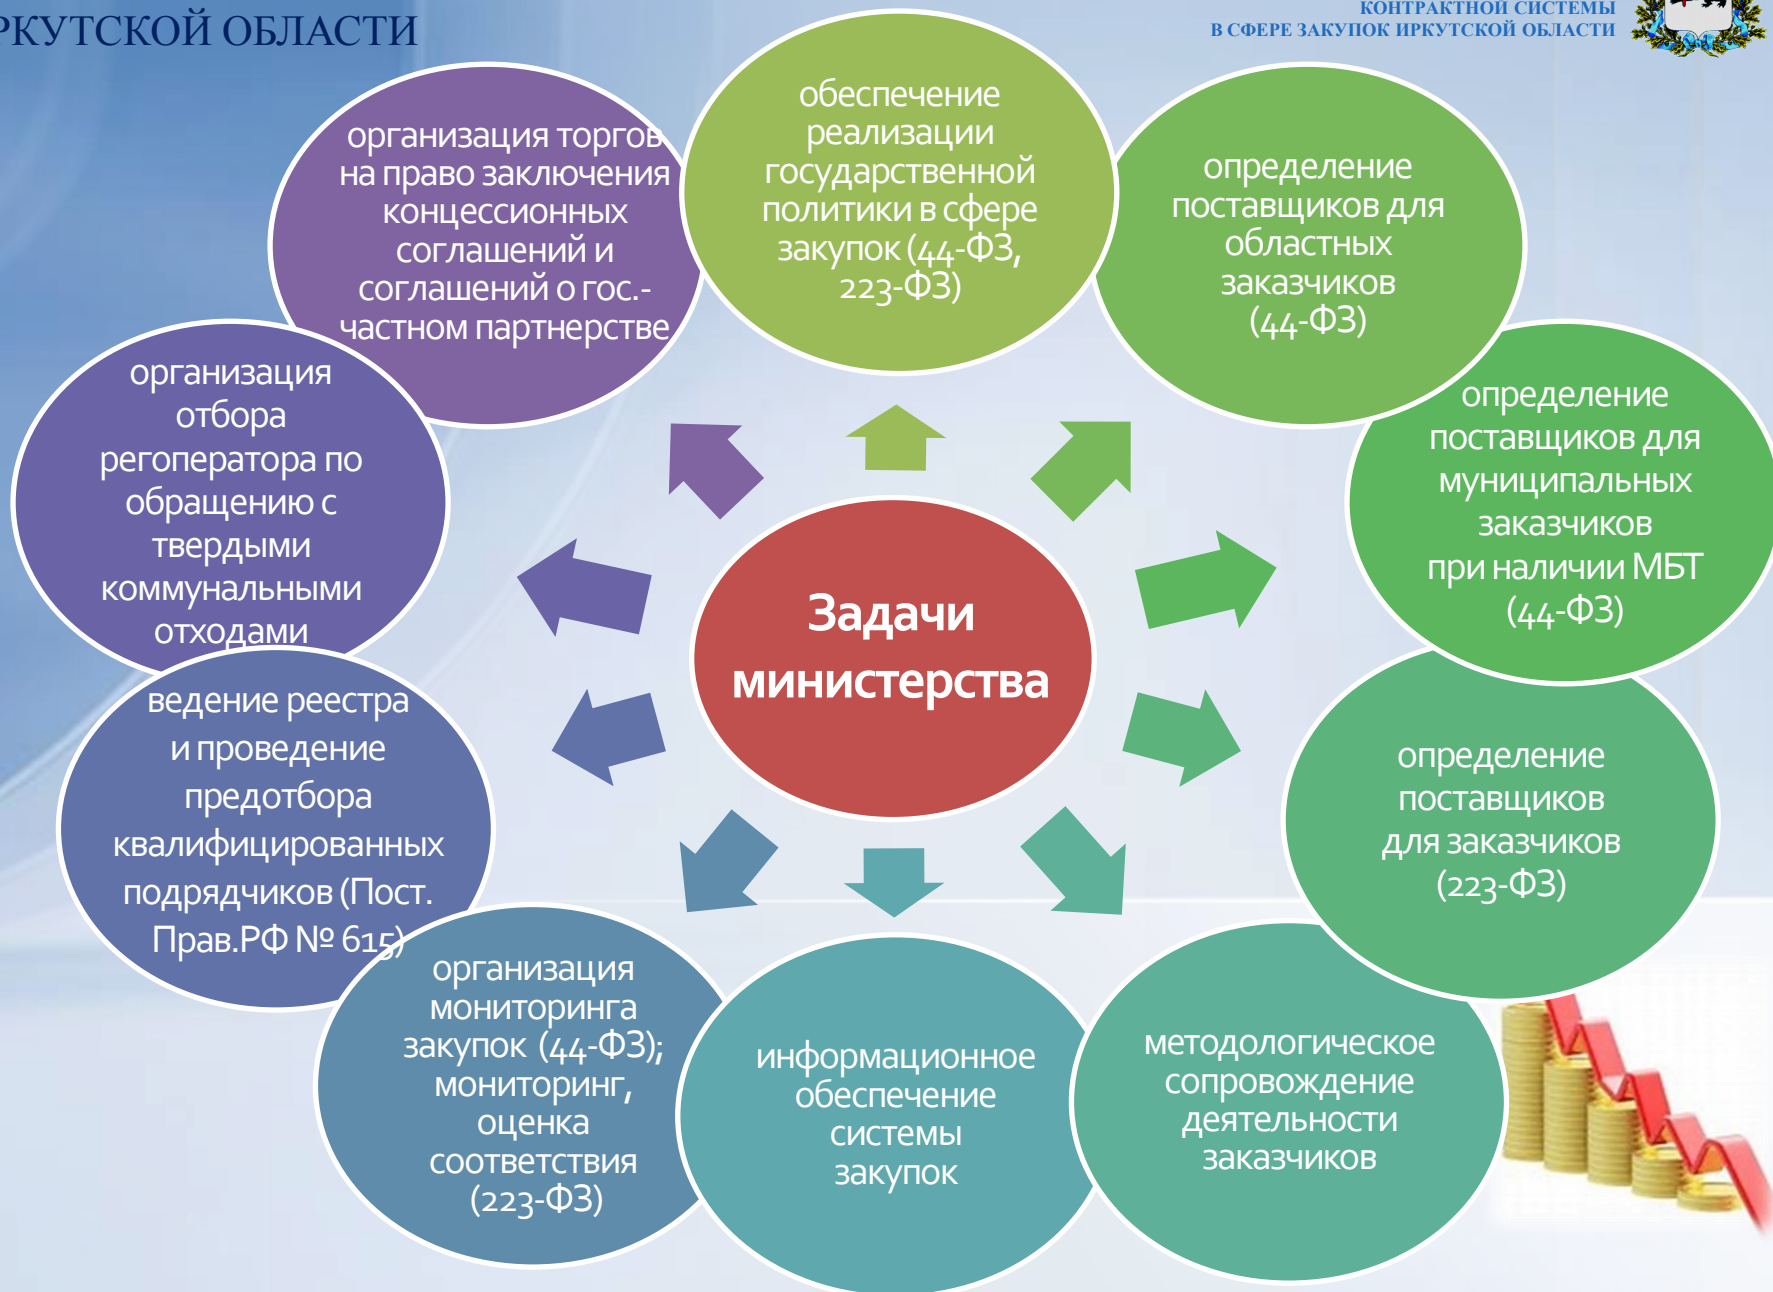 ИРКУТСКОЙ ОБЛАСТИ
КОНТРАКТНОЙ СИСТЕМЫ
В СФЕРЕ ЗАКУПОК ИРКУТСКОЙ ОБЛАСТИ
обеспечение
реализации
государственной
политики в сфере
закупок (44-ФЗ,
223-ФЗ)
определение
поставщиков для
областных
заказчиков
(44-ФЗ)
определение
поставщиков для
муниципальных
заказчиков
при наличии МБТ
(44-ФЗ)
определение
поставщиков
для заказчиков
(223-ФЗ)
методологическое
сопровождение
деятельности
заказчиков
информационное
обеспечение
системы
закупок
организация
мониторинга
закупок (44-ФЗ);
мониторинг,
оценка
соответствия
(223-ФЗ)
ведение реестра
и проведение
предотбора
квалифицированных
подрядчиков (Пост.
Прав.РФ № 615)
организация
отбора
регоператора по
обращению с
твердыми
коммунальными
отходами
организация торгов
на право заключения
концессионных
соглашений и
соглашений о гос.-
частном партнерстве
Задачи
министерства